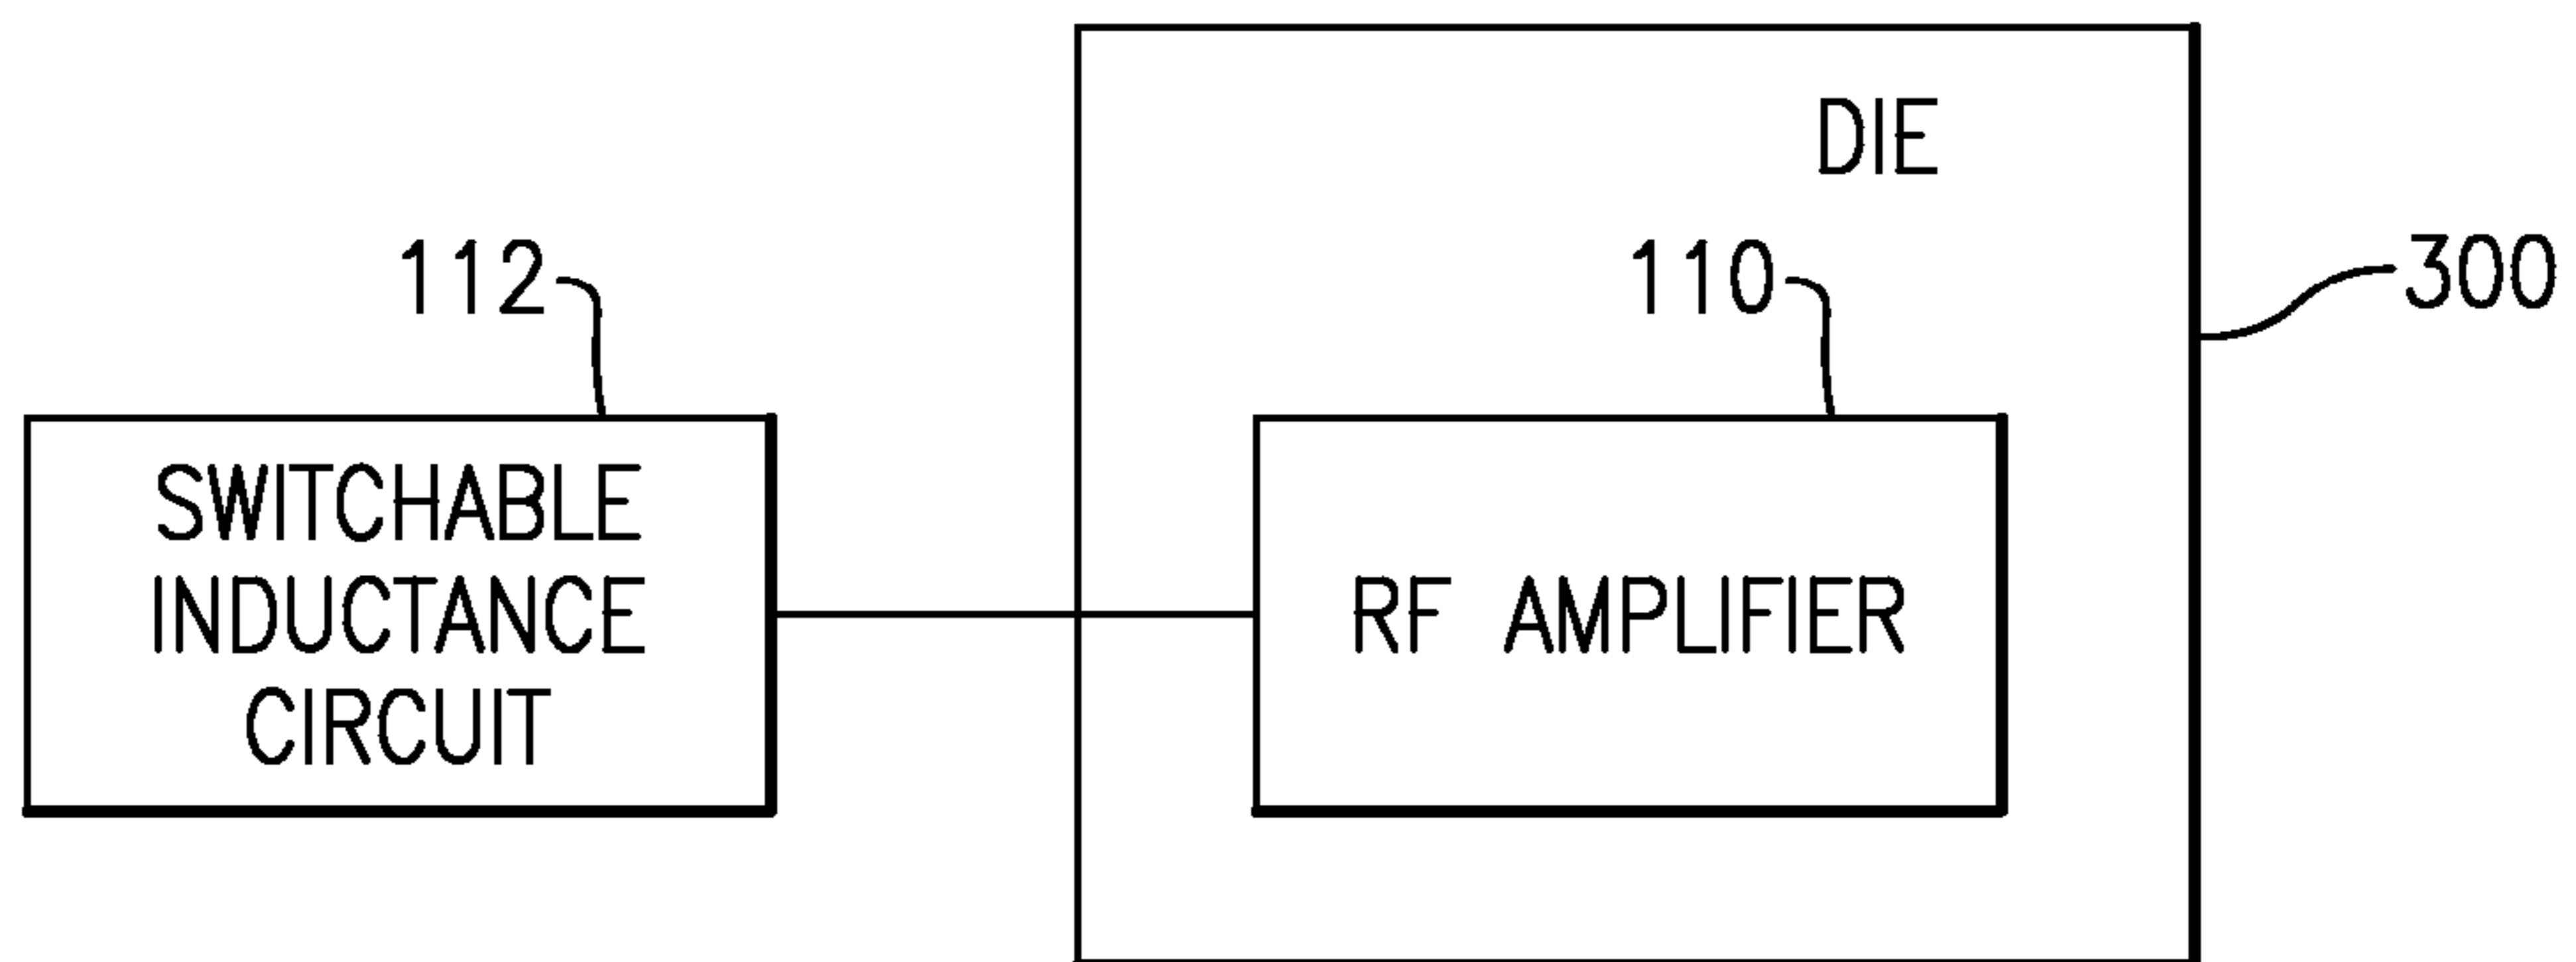 DIE
112
110
300
SWITCHABLE
INDUCTANCE
CIRCUIT
RF AMPLIFIER